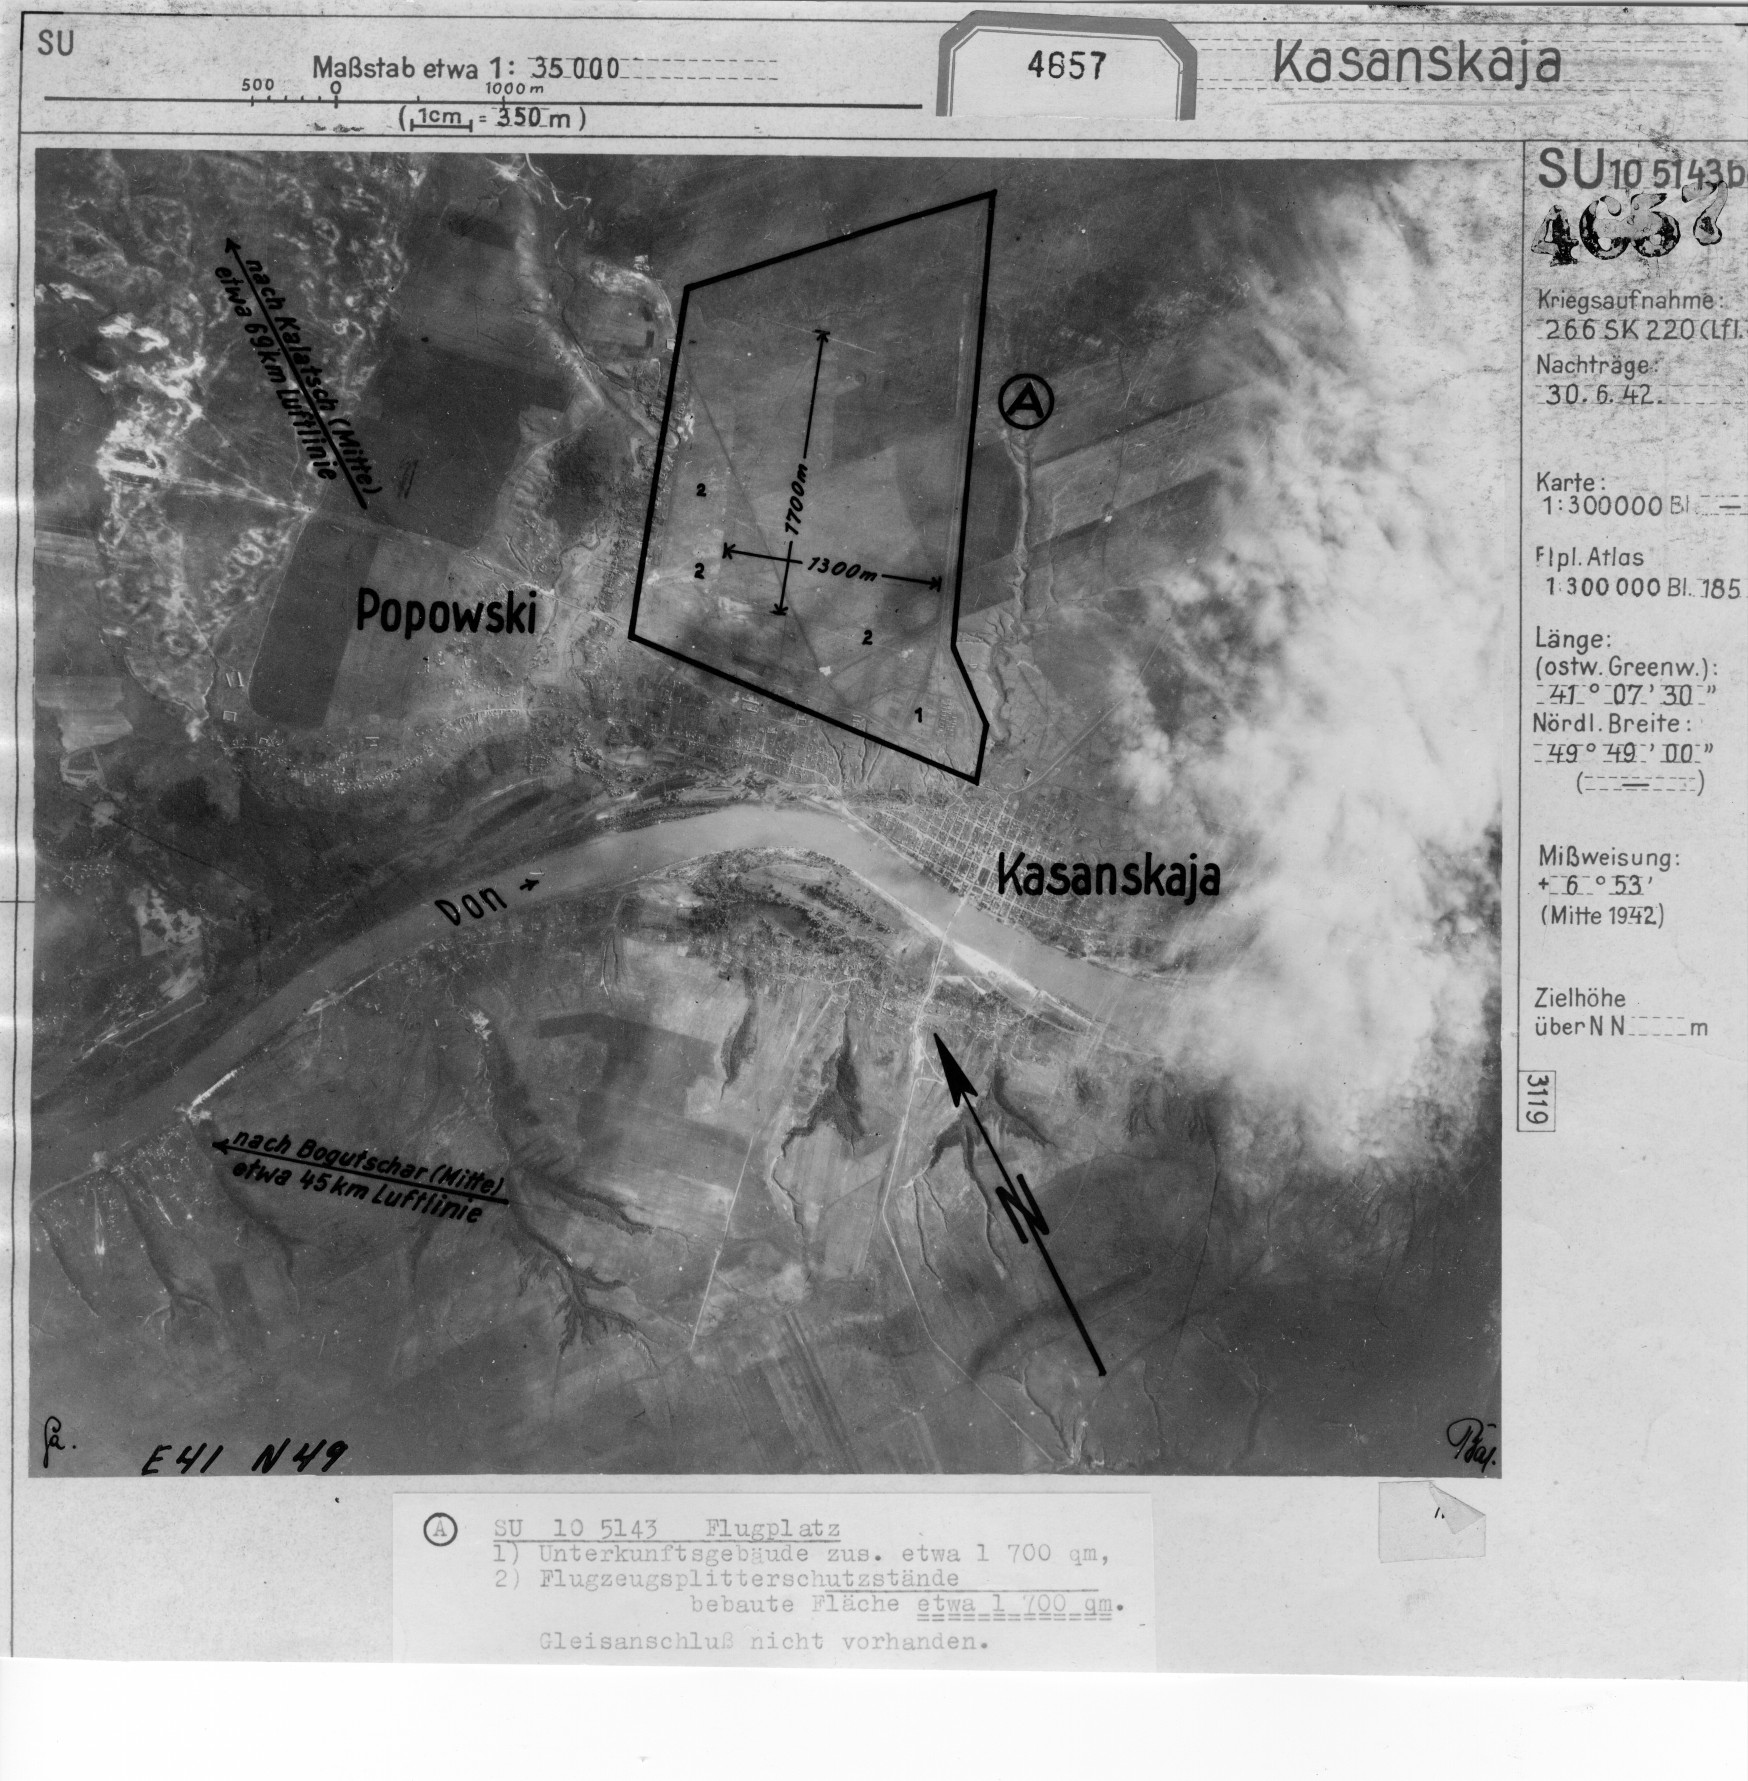 SU
Maßstab etwa 1: 35 000
500 0 1000 m
(1cm = 350 m)
4657
Kasanskaja
SU 10 5143b
4657
Kriegsaufnahme:
266 SK 220 (Lfl.
Nachträge:
30. 6. 42.
Karte:
1:300000 Bl. —
Flpl. Atlas
1:300 000 Bl. 185
Länge:
(ostw. Greenw.):
41° 07' 30"
Nördl. Breite:
49° 49' 00"
(—)
Mißweisung:
+ 6° 53'
(Mitte 1942)
Zielhöhe
über N N m
3119
nach Kalatsch (Mitte)
etwa 69 km Luftlinie
A
1700m
1300m
2
2
2
1
Popowski
Kasanskaja
Don →
nach Bogutschar (Mitte)
etwa 45 km Luftlinie
N
E41 N49
A SU 10 5143 Flugplatz
1) Unterkunftsgebäude zus. etwa 1 700 qm,
2) Flugzeugsplitterschutzstände
bebaute Fläche etwa 1 700 qm.
Gleisanschluß nicht vorhanden.